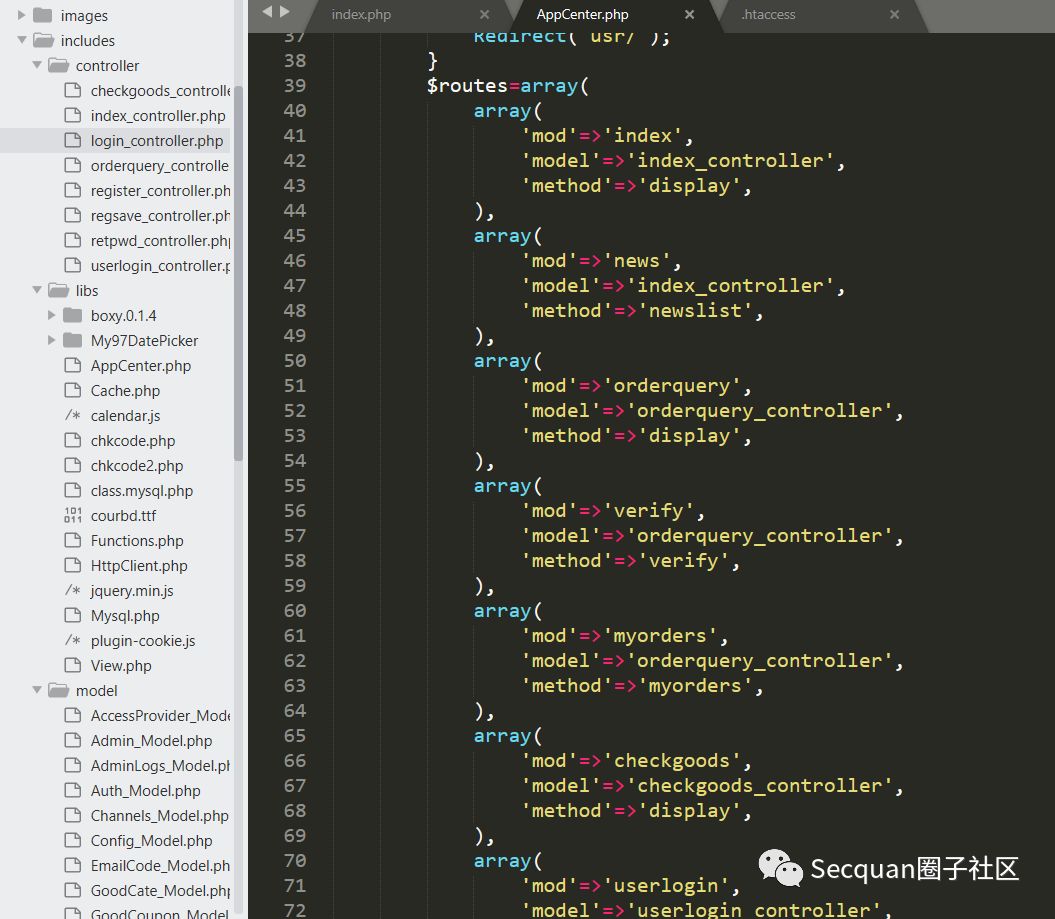 images
includes
controller
checkgoods_controlle
index_controller.php
login_controller.php
orderquery_controlle
register_controller.ph
regsave_controller.ph
retpwd_controller.php
userlogin_controller.p
libs
boxy.0.1.4
My97DatePicker
AppCenter.php
Cache.php
/* calendar.js
chkcode.php
chkcode2.php
class.mysql.php
courbd.ttf
Functions.php
HttpClient.php
/* jquery.min.js
Mysql.php
/* plugin-cookie.js
View.php
model
AccessProvider_Mode
Admin_Model.php
AdminLogs_Model.ph
Auth_Model.php
Channels_Model.php
Config_Model.php
EmailCode_Model.ph
GoodCate_Model.php
GoodCoupon_Model
index.php × AppCenter.php × .htaccess ×
37 Redirect('usr/');
38 }
39 $routes=array(
40 array(
41 'mod'=>'index',
42 'model'=>'index_controller',
43 'method'=>'display',
44 ),
45 array(
46 'mod'=>'news',
47 'model'=>'index_controller',
48 'method'=>'newslist',
49 ),
50 array(
51 'mod'=>'orderquery',
52 'model'=>'orderquery_controller',
53 'method'=>'display',
54 ),
55 array(
56 'mod'=>'verify',
57 'model'=>'orderquery_controller',
58 'method'=>'verify',
59 ),
60 array(
61 'mod'=>'myorders',
62 'model'=>'orderquery_controller',
63 'method'=>'myorders',
64 ),
65 array(
66 'mod'=>'checkgoods',
67 'model'=>'checkgoods_controller',
68 'method'=>'display',
69 ),
70 array(
71 'mod'=>'userlogin',
72 'model'=>'userlogin_controller',
Secquan圈子社区